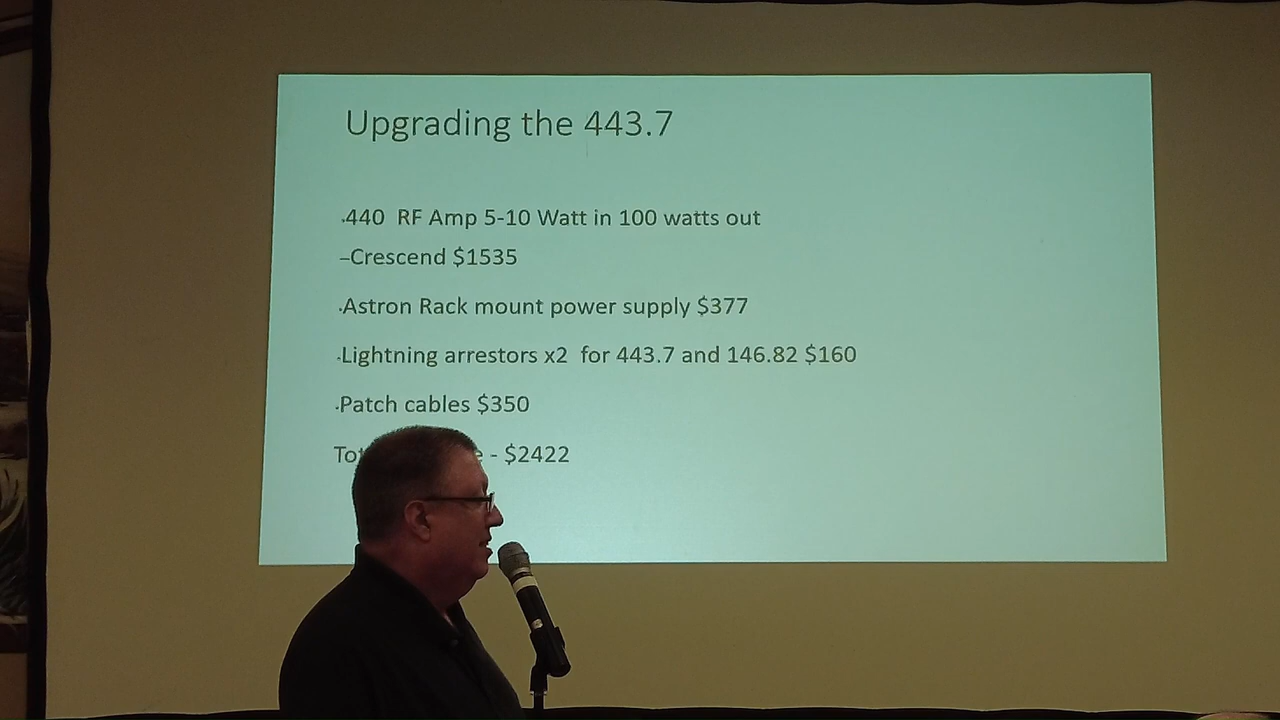 Upgrading the 443.7
·440 RF Amp 5-10 Watt in 100 watts out
–Crescend $1535
·Astron Rack mount power supply $377
·Lightning arrestors x2 for 443.7 and 146.82 $160
·Patch cables $350
- $2422